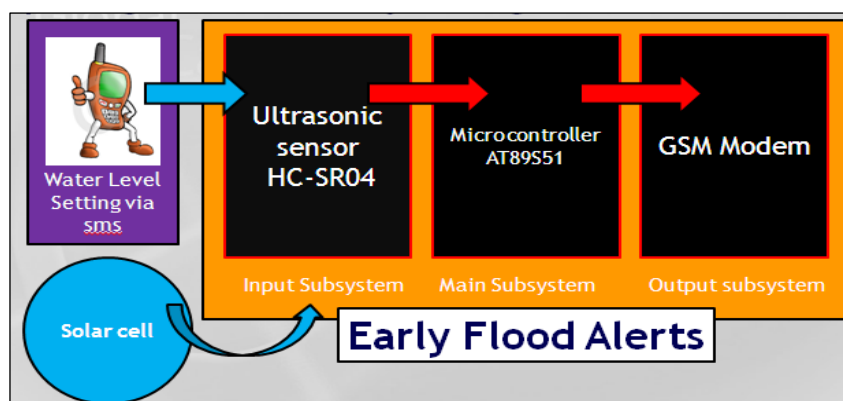 Water Level
Setting via
sms
Ultrasonic
sensor
HC-SR04
Microcontroller
AT89S51
GSM Modem
Input Subsystem
Main Subsystem
Output subsystem
Solar cell
Early Flood Alerts